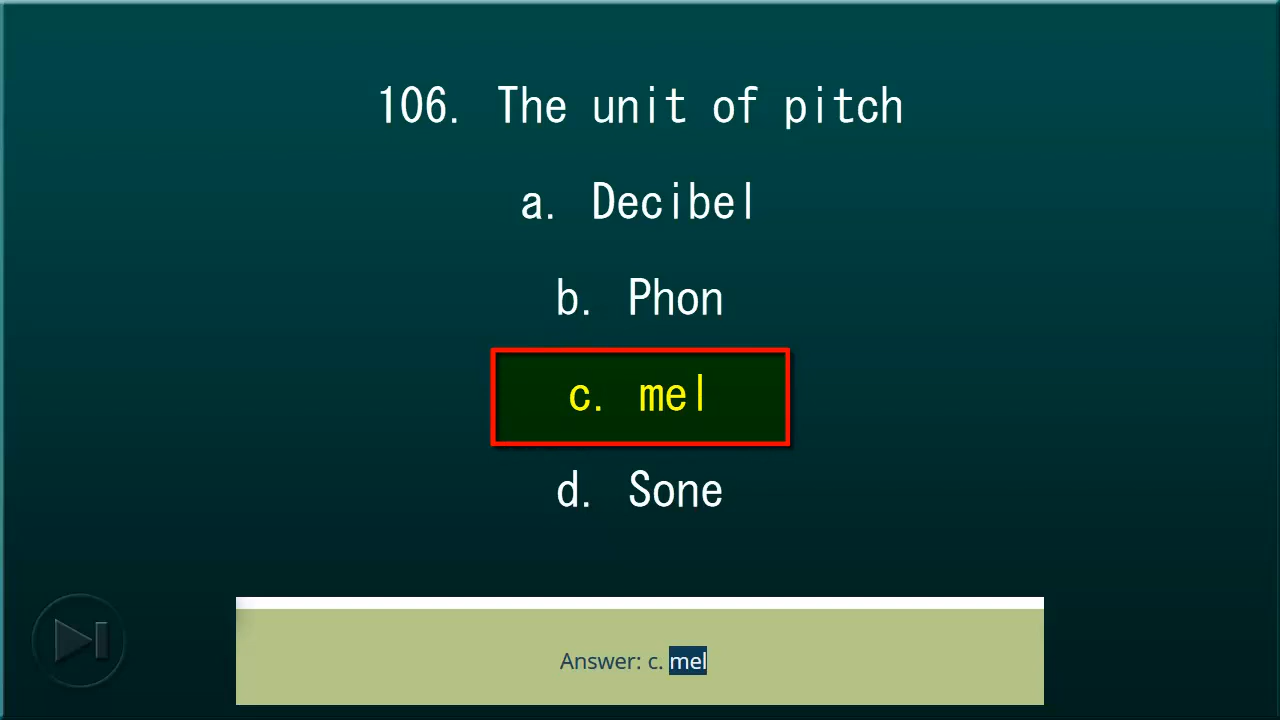 106. The unit of pitch
a. Decibel
b. Phon
c. mel
d. Sone
Answer: c. mel